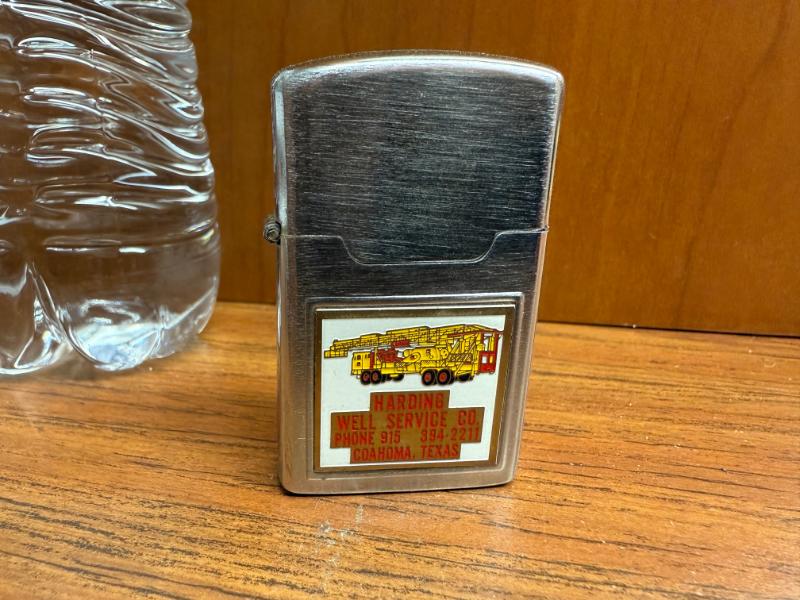 HARDING
WELL SERVICE CO.
PHONE 915 394-2211
COAHOMA, TEXAS